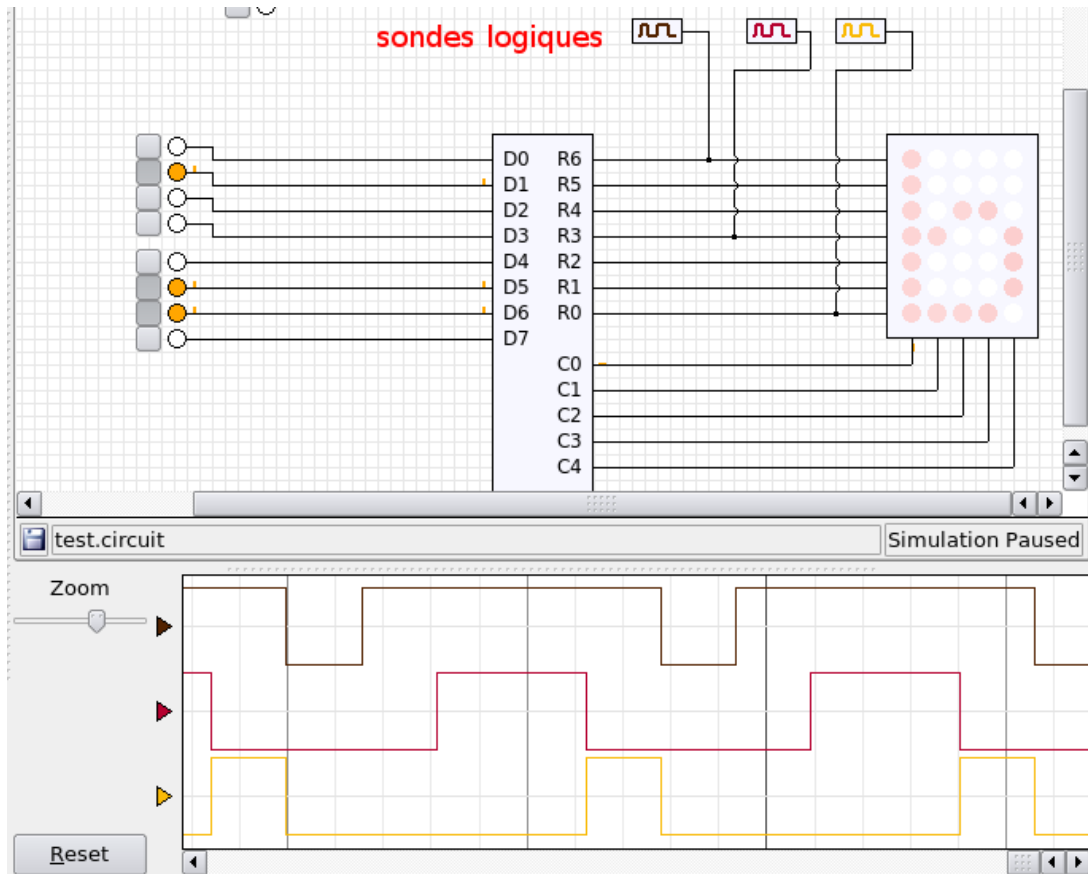 sondes logiques
D0 R6
D1 R5
D2 R4
D3 R3
D4 R2
D5 R1
D6 R0
D7
C0
C1
C2
C3
C4
test.circuit Simulation Paused
Zoom
Reset